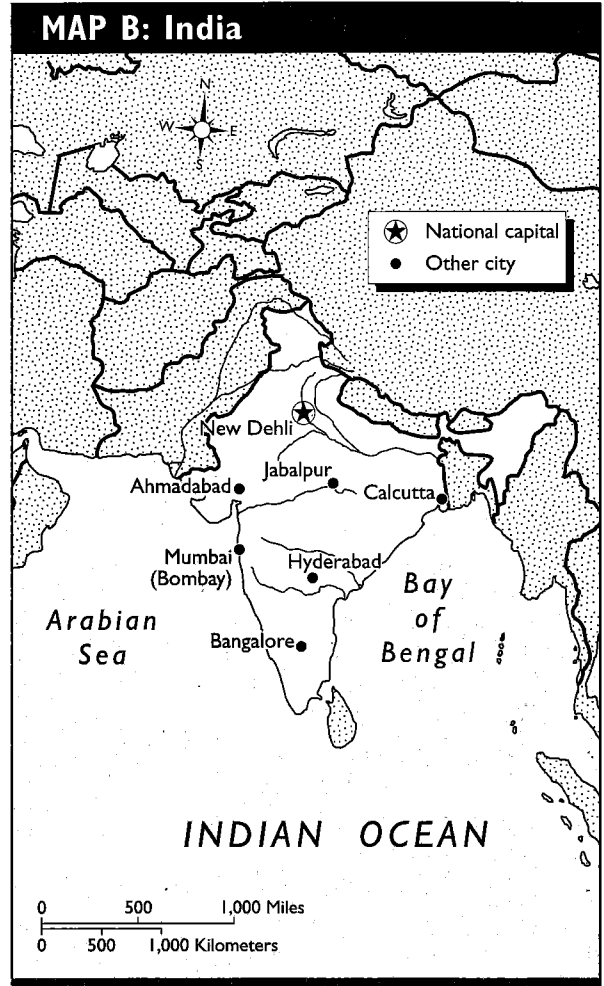 MAP B: India
N
W E
S
National capital
Other city
New Dehli
Jabalpur
Ahmadabad
Calcutta
Mumbai
(Bombay)
Hyderabad
Bay
of
Bengal
Arabian
Sea
Bangalore
INDIAN OCEAN
0 500 1,000 Miles
0 500 1,000 Kilometers